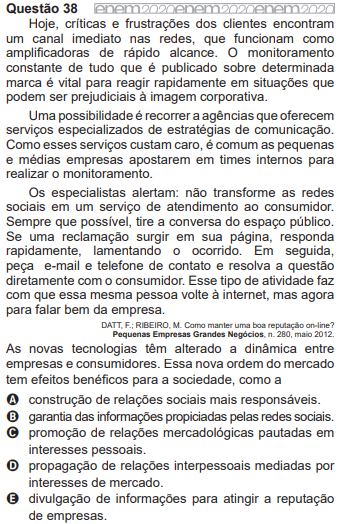 Questão 38 enem2020enem2020enem2020
Hoje, críticas e frustrações dos clientes encontram
um canal imediato nas redes, que funcionam como
amplificadoras de rápido alcance. O monitoramento
constante de tudo que é publicado sobre determinada
marca é vital para reagir rapidamente em situações que
podem ser prejudiciais à imagem corporativa.
Uma possibilidade é recorrer a agências que oferecem
serviços especializados de estratégias de comunicação.
Como esses serviços custam caro, é comum as pequenas
e médias empresas apostarem em times internos para
realizar o monitoramento.
Os especialistas alertam: não transforme as redes
sociais em um serviço de atendimento ao consumidor.
Sempre que possível, tire a conversa do espaço público.
Se uma reclamação surgir em sua página, responda
rapidamente, lamentando o ocorrido. Em seguida,
peça e-mail e telefone de contato e resolva a questão
diretamente com o consumidor. Esse tipo de atividade faz
com que essa mesma pessoa volte à internet, mas agora
para falar bem da empresa.
DATT, F.; RIBEIRO, M. Como manter uma boa reputação on-line?
Pequenas Empresas Grandes Negócios, n. 280, maio 2012.
As novas tecnologias têm alterado a dinâmica entre
empresas e consumidores. Essa nova ordem do mercado
tem efeitos benéficos para a sociedade, como a
A construção de relações sociais mais responsáveis.
B garantia das informações propiciadas pelas redes sociais.
C promoção de relações mercadológicas pautadas em
interesses pessoais.
D propagação de relações interpessoais mediadas por
interesses de mercado.
E divulgação de informações para atingir a reputação
de empresas.